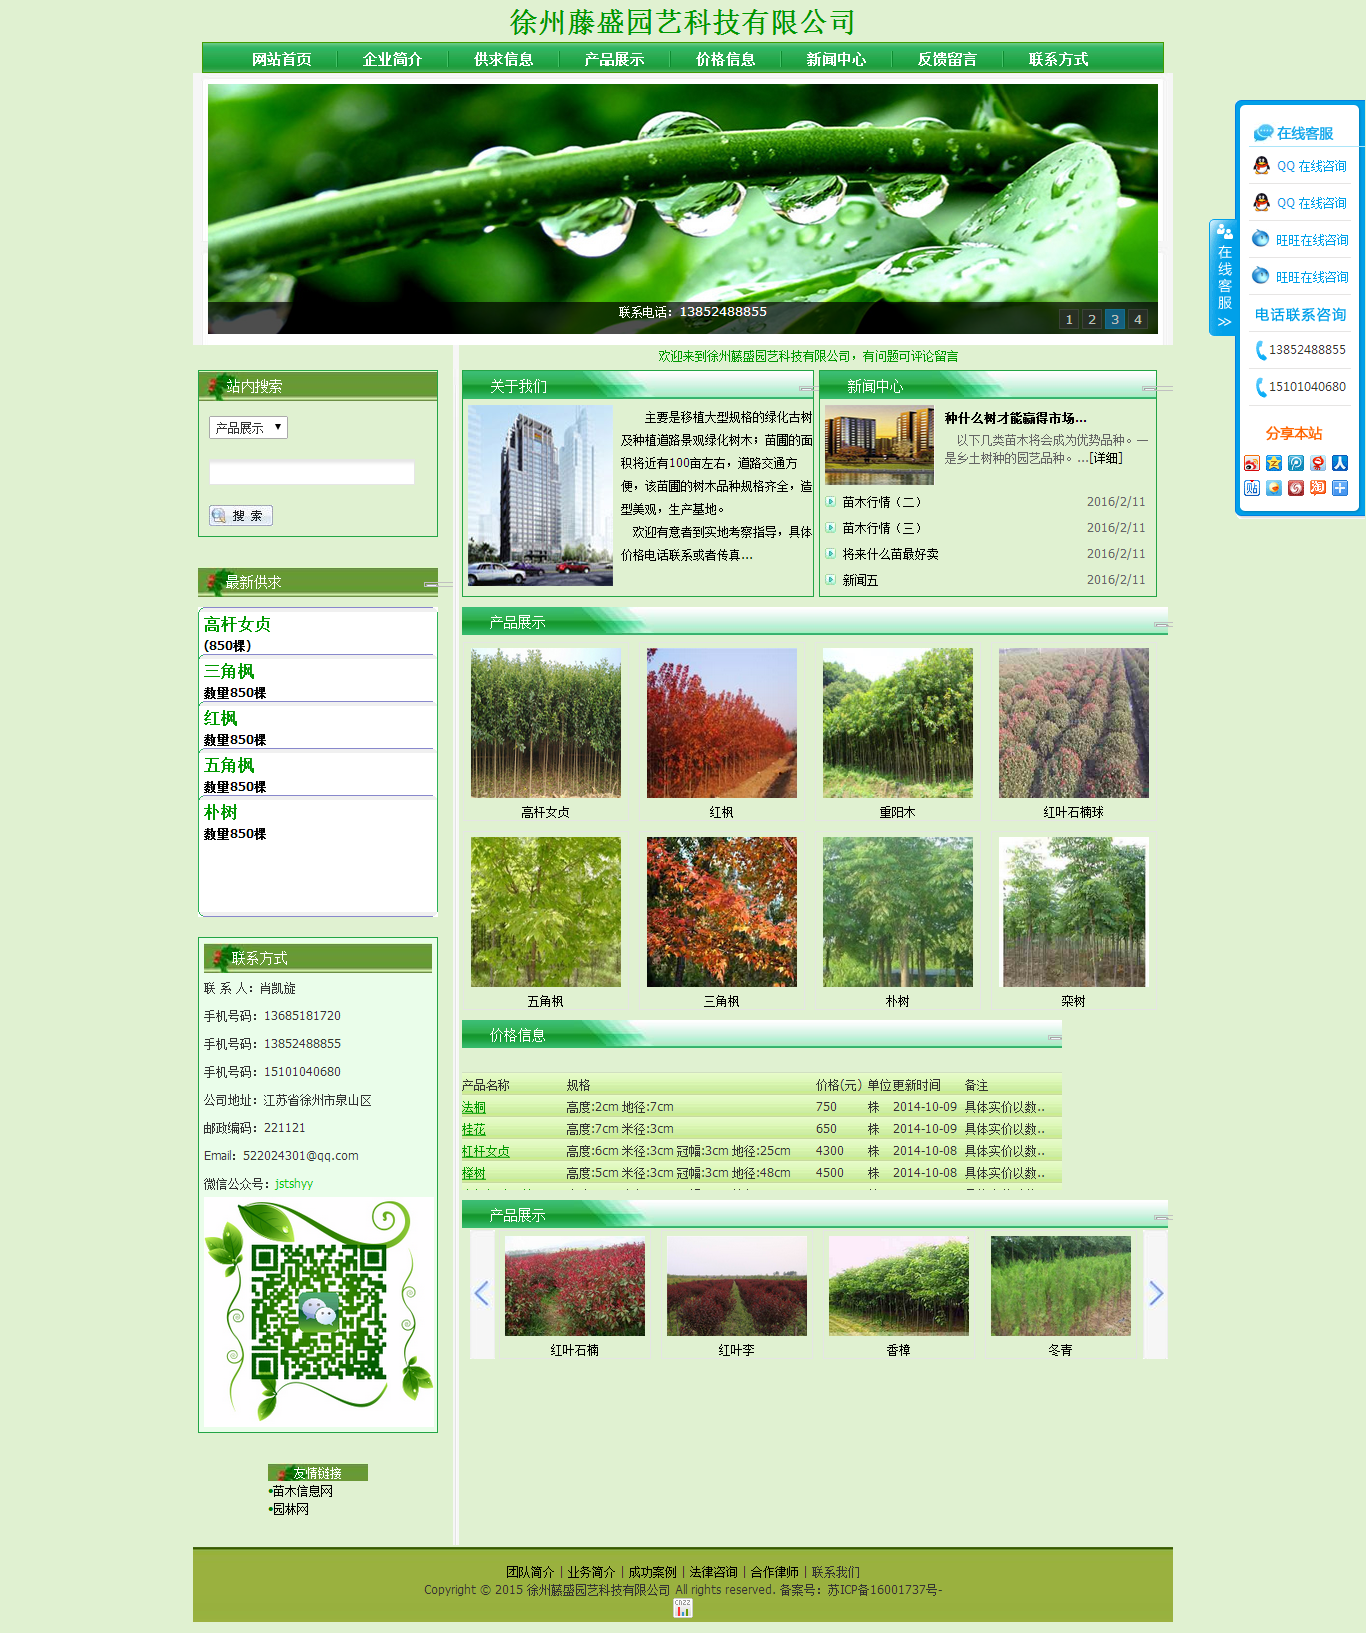 徐州藤盛园艺科技有限公司
网站首页 企业简介 供求信息 产品展示 价格信息 新闻中心 反馈留言 联系方式
联系电话：13852488855
1 2 3 4
在线客服
QQ 在线咨询
QQ 在线咨询
旺旺在线咨询
旺旺在线咨询
电话联系咨询
13852488855
15101040680
分享本站
在线客服
欢迎来到徐州藤盛园艺科技有限公司，有问题可评论留言
站内搜索
产品展示
搜 索
最新供求
高杆女贞
(850棵)
三角枫
数量850棵
红枫
数量850棵
五角枫
数量850棵
朴树
数量850棵
联系方式
联 系 人：肖凯旋
手机号码：13685181720
手机号码：13852488855
手机号码：15101040680
公司地址：江苏省徐州市泉山区
邮政编码：221121
Email：522024301@qq.com
微信公众号：jstshyy
友情链接
•苗木信息网
•园林网
关于我们
主要是移植大型规格的绿化古树
及种植道路景观绿化树木；苗圃的面
积将近有100亩左右，道路交通方
便，该苗圃的树木品种规格齐全，造
型美观，生产基地。
欢迎有意者到实地考察指导，具体
价格电话联系或者传真...
新闻中心
种什么树才能赢得市场...
以下几类苗木将会成为优势品种。一
是乡土树种的园艺品种。...[详细]
苗木行情（二） 2016/2/11
苗木行情（三） 2016/2/11
将来什么苗最好卖 2016/2/11
新闻五 2016/2/11
产品展示
高杆女贞 红枫 重阳木 红叶石楠球
五角枫 三角枫 朴树 栾树
价格信息
产品名称 规格 价格(元) 单位 更新时间 备注
法桐 高度:2cm 地径:7cm 750 株 2014-10-09 具体实价以数..
桂花 高度:7cm 米径:3cm 650 株 2014-10-09 具体实价以数..
杠杆女贞 高度:6cm 米径:3cm 冠幅:3cm 地径:25cm 4300 株 2014-10-08 具体实价以数..
榉树 高度:5cm 米径:3cm 冠幅:3cm 地径:48cm 4500 株 2014-10-08 具体实价以数..
产品展示
红叶石楠 红叶李 香樟 冬青
团队简介 | 业务简介 | 成功案例 | 法律咨询 | 合作律师 | 联系我们
Copyright © 2015 徐州藤盛园艺科技有限公司 All rights reserved. 备案号：苏ICP备16001737号-